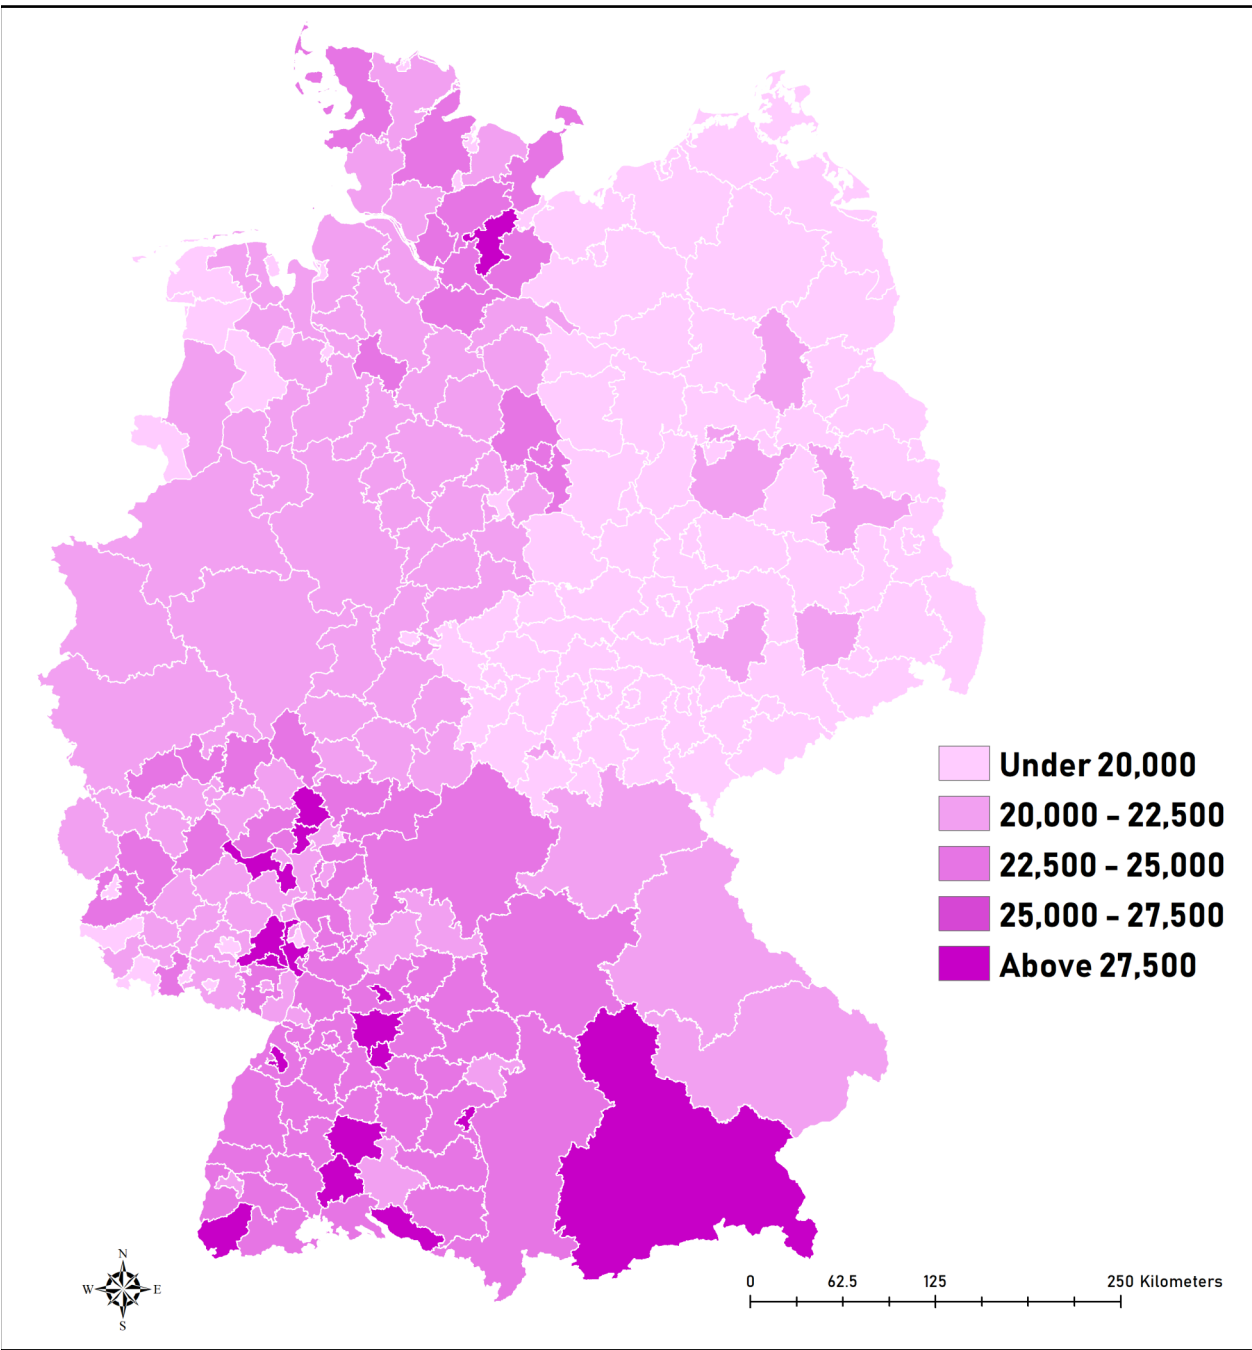 Under 20,000
20,000 - 22,500
22,500 - 25,000
25,000 - 27,500
Above 27,500
N
W E
S
0 62.5 125 250 Kilometers